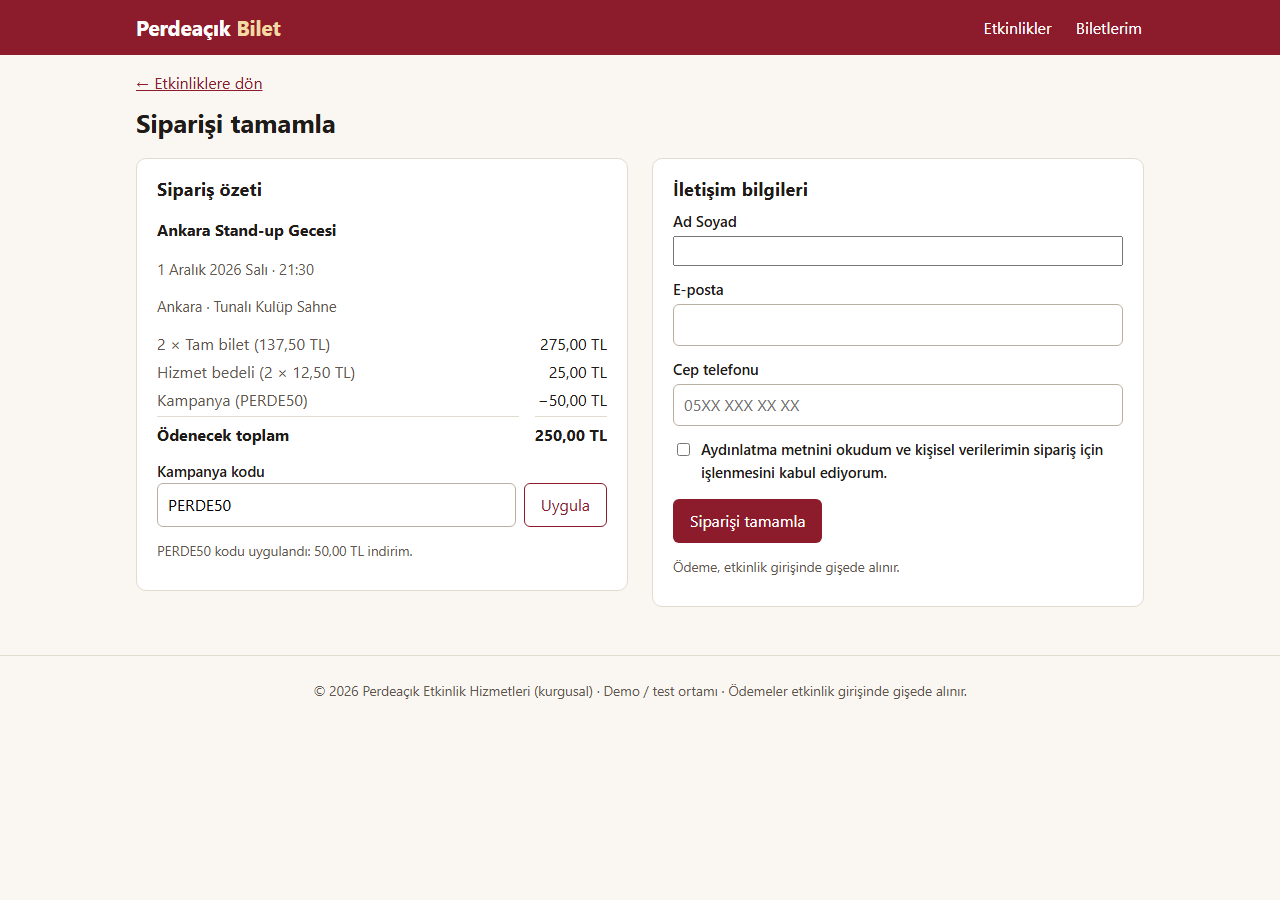 Perdeaçık Bilet
Etkinlikler
Biletlerim
← Etkinliklere dön
Siparişi tamamla
Sipariş özeti
Ankara Stand-up Gecesi
1 Aralık 2026 Salı · 21:30
Ankara · Tunalı Kulüp Sahne
2 × Tam bilet (137,50 TL) 275,00 TL
Hizmet bedeli (2 × 12,50 TL) 25,00 TL
Kampanya (PERDE50) −50,00 TL
Ödenecek toplam 250,00 TL
Kampanya kodu
PERDE50
Uygula
PERDE50 kodu uygulandı: 50,00 TL indirim.
İletişim bilgileri
Ad Soyad
E-posta
Cep telefonu
05XX XXX XX XX
Aydınlatma metnini okudum ve kişisel verilerimin sipariş için
işlenmesini kabul ediyorum.
Siparişi tamamla
Ödeme, etkinlik girişinde gişede alınır.
© 2026 Perdeaçık Etkinlik Hizmetleri (kurgusal) · Demo / test ortamı · Ödemeler etkinlik girişinde gişede alınır.